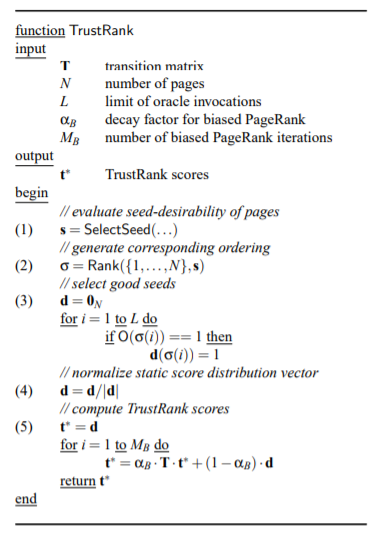 function TrustRank
input
T transition matrix
N number of pages
L limit of oracle invocations
α_B decay factor for biased PageRank
M_B number of biased PageRank iterations
output
t* TrustRank scores
begin
// evaluate seed-desirability of pages
(1) s = SelectSeed(...)
// generate corresponding ordering
(2) σ = Rank({1,...,N},s)
// select good seeds
(3) d = 0_N
for i = 1 to L do
if O(σ(i)) == 1 then
d(σ(i)) = 1
// normalize static score distribution vector
(4) d = d/|d|
// compute TrustRank scores
(5) t* = d
for i = 1 to M_B do
t* = α_B · T · t* + (1 − α_B) · d
return t*
end